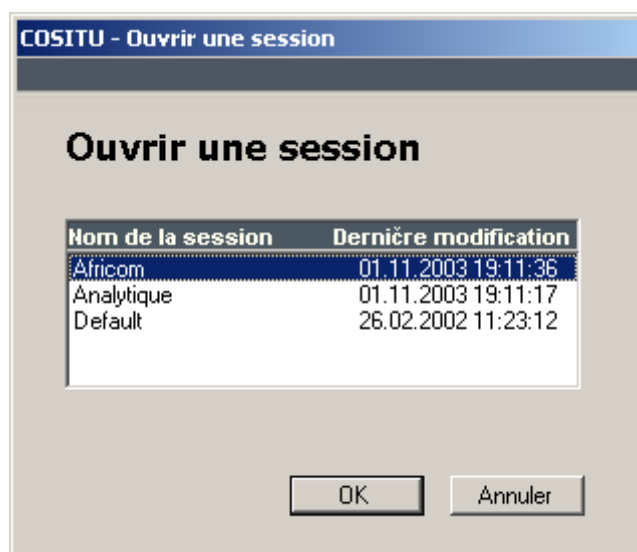 COSITU - Ouvrir une session
Ouvrir une session
Nom de la session Derničre modification
Africom 01.11.2003 19:11:36
Analytique 01.11.2003 19:11:17
Default 26.02.2002 11:23:12
OK Annuler